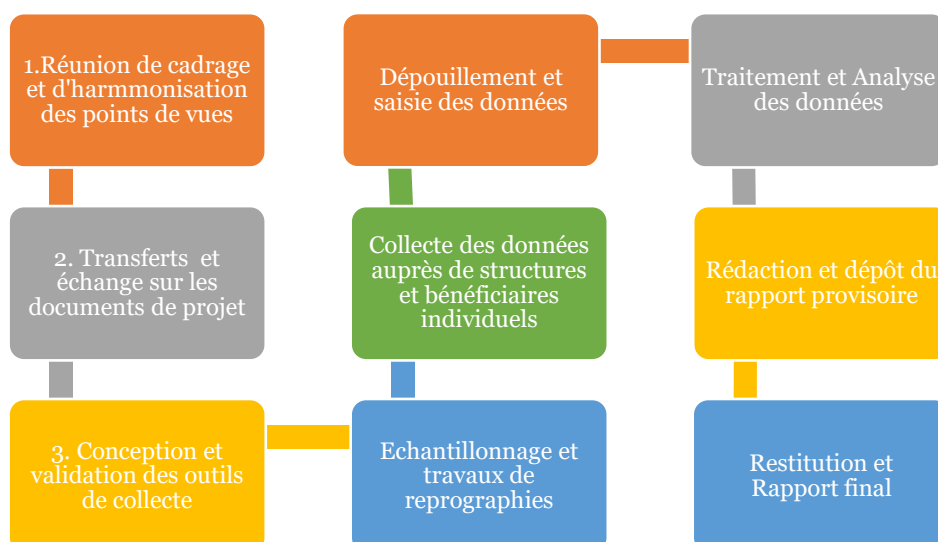 1.Réunion de cadrage
et d'harmmonisation
des points de vues
2. Transferts et
échange sur les
documents de projet
3. Conception et
validation des outils
de collecte
Echantillonnage et
travaux de
reprographies
Collecte des données
auprès de structures
et bénéficiaires
individuels
Dépouillement et
saisie des données
Traitement et Analyse
des données
Rédaction et dépôt du
rapport provisoire
Restitution et
Rapport final